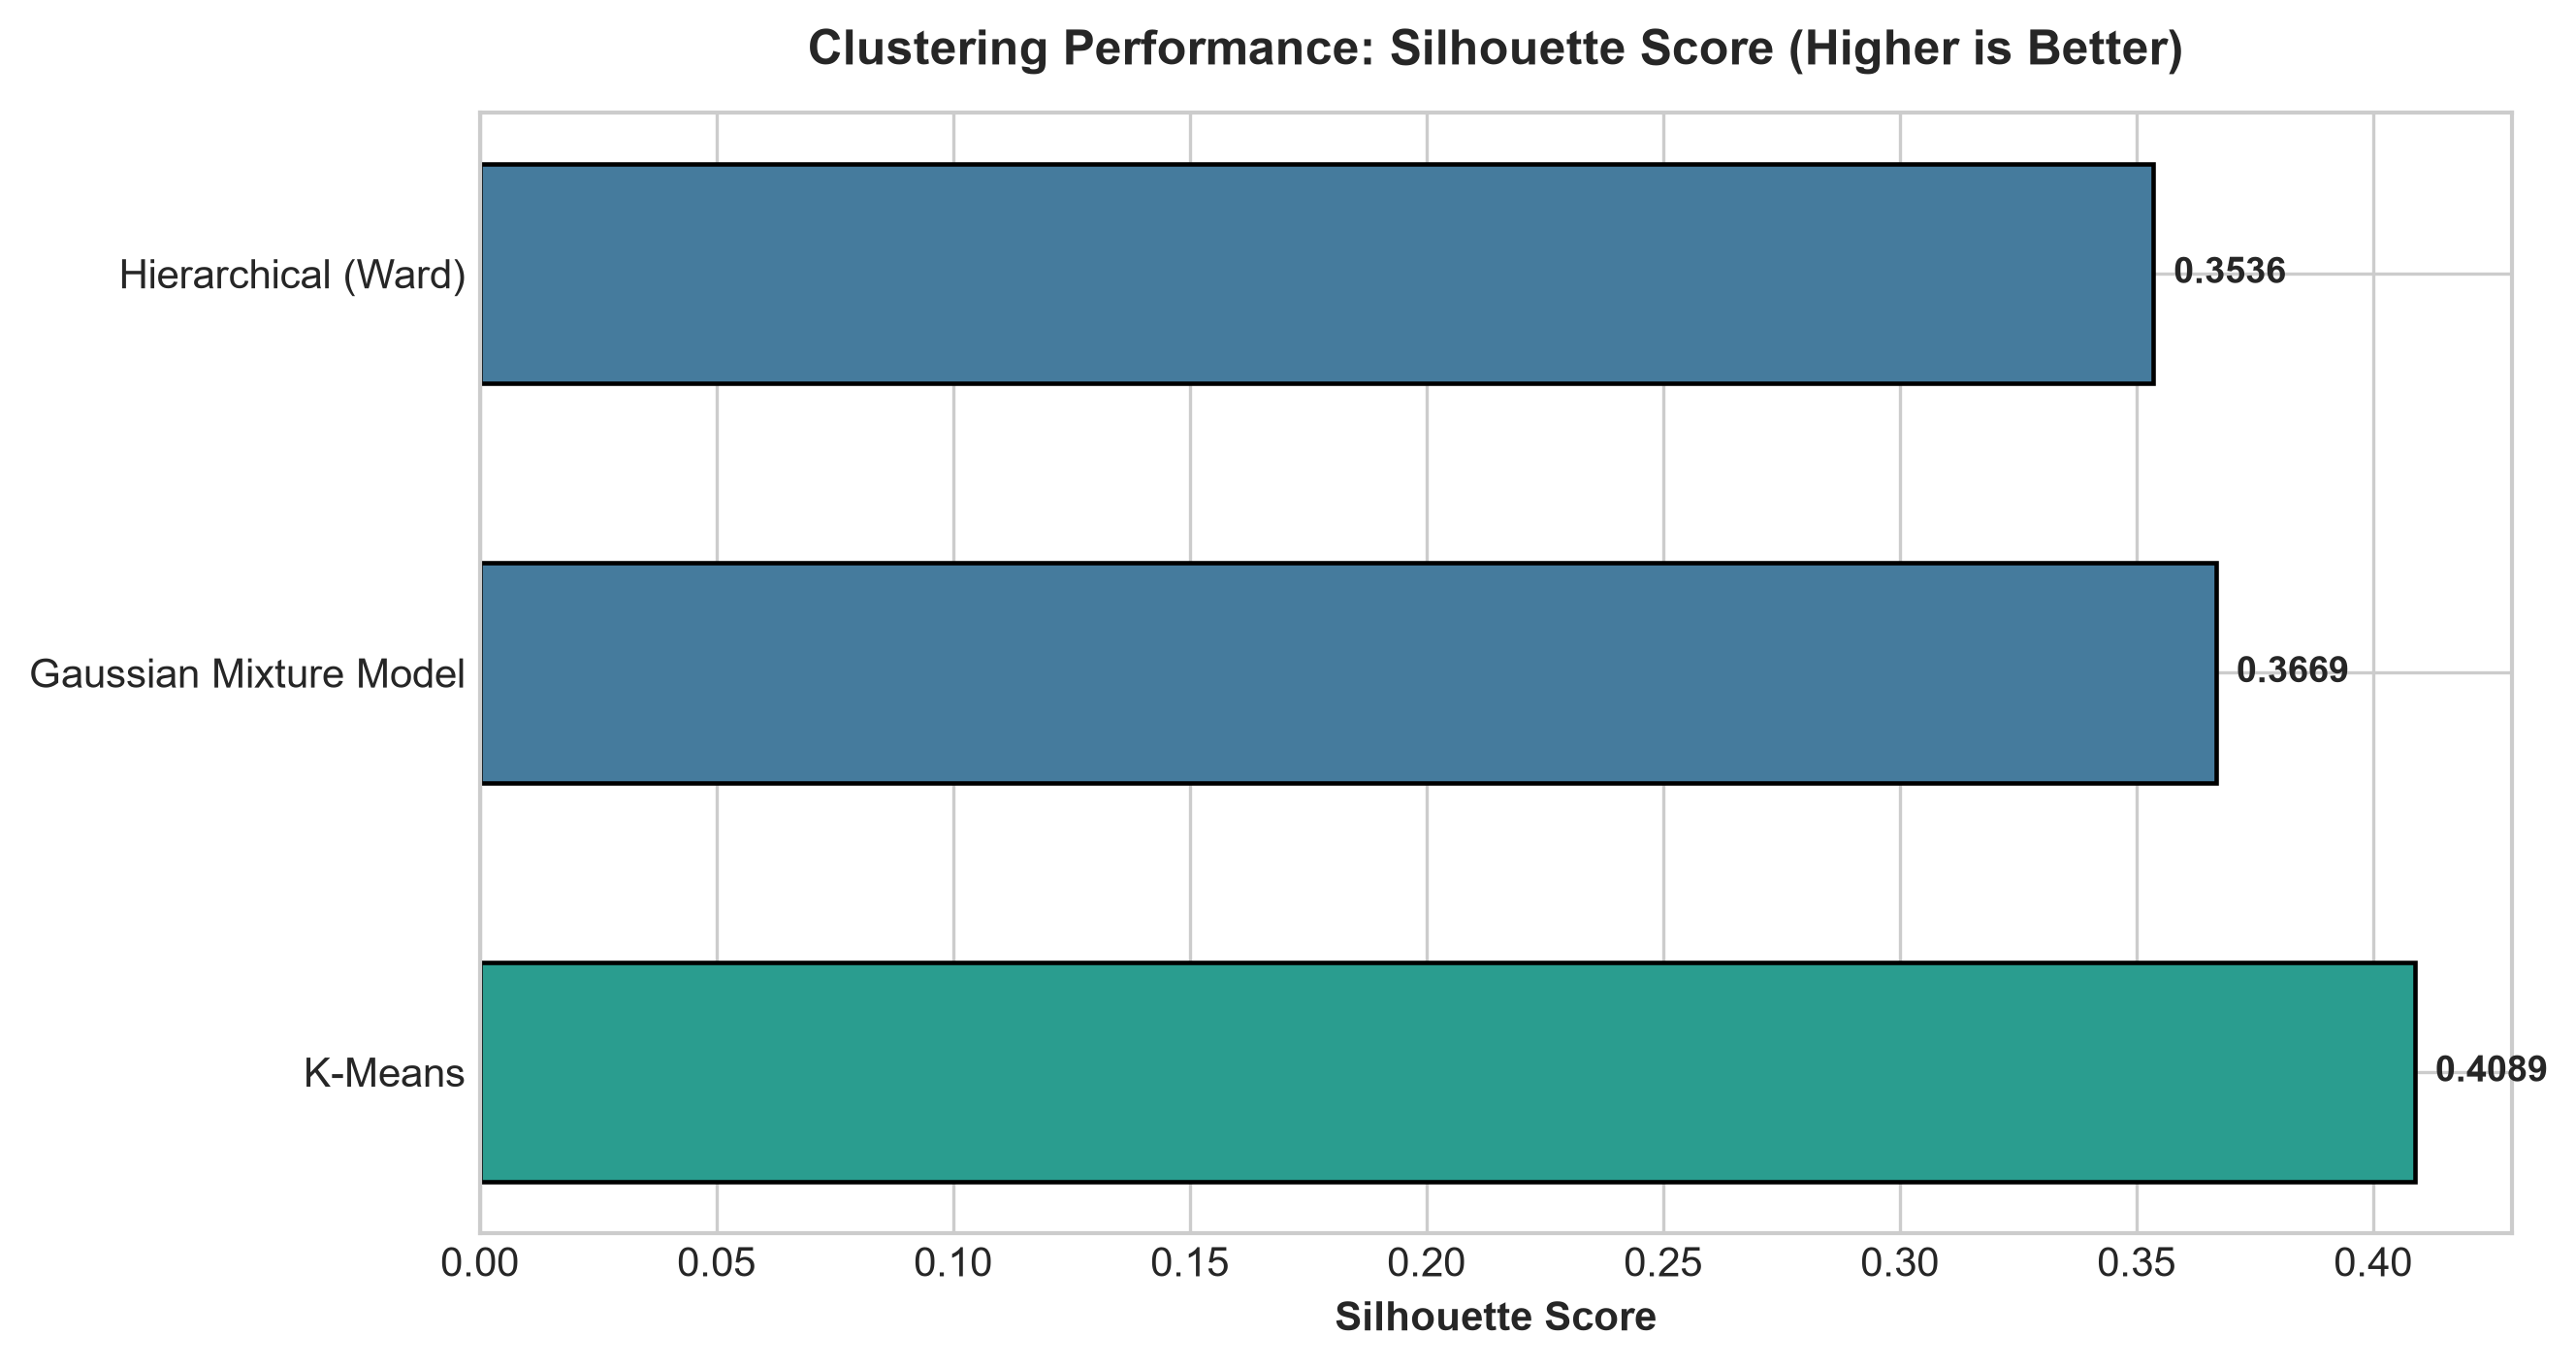 Clustering Performance: Silhouette Score (Higher is Better)
Hierarchical (Ward)
0.3536
Gaussian Mixture Model
0.3669
K-Means
0.4089
0.00 0.05 0.10 0.15 0.20 0.25 0.30 0.35 0.40
Silhouette Score